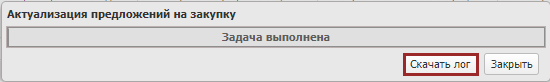 Актуализация предложений на закупку
Задача выполнена
Скачать лог
Закрыть